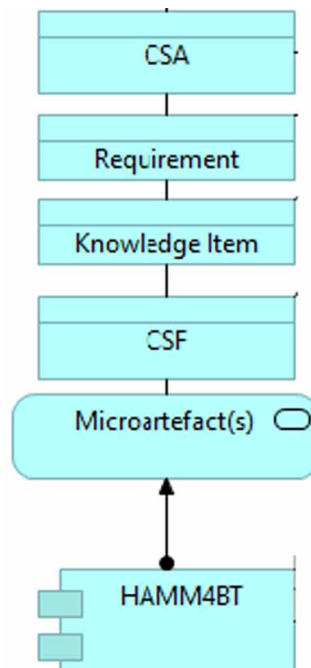 CSA
Requirement
Knowledge Item
CSF
Microartefact(s)
HAMM4BT